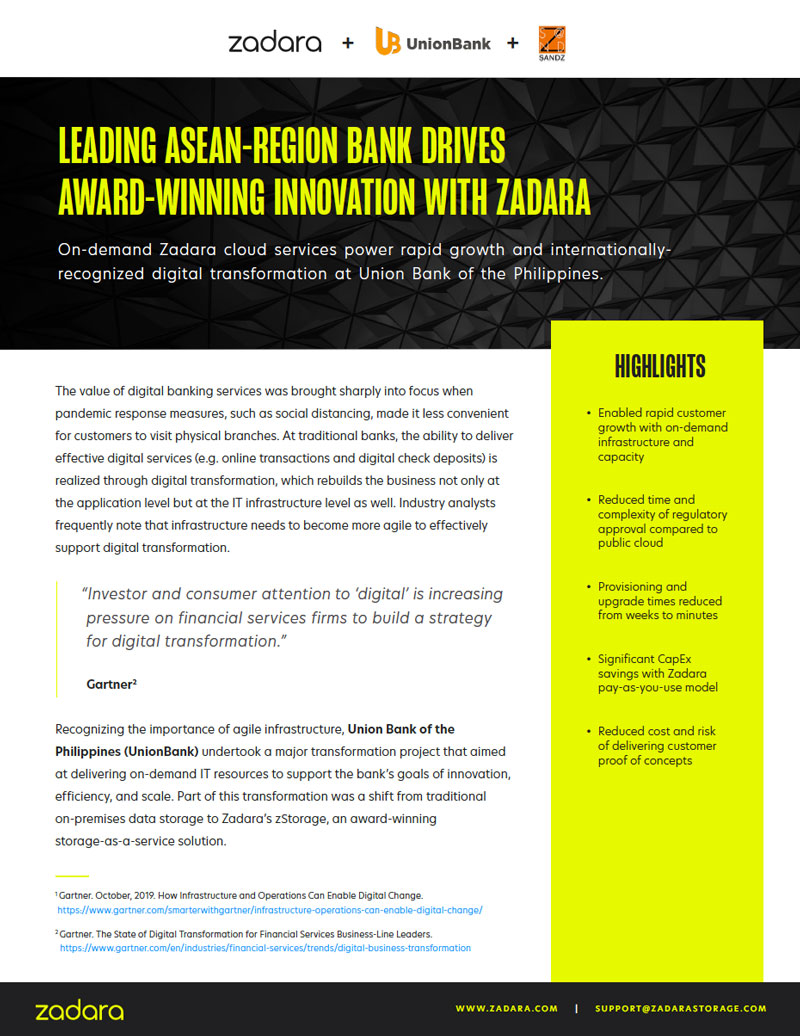 zadara + UB UnionBank + SANDZ
LEADING ASEAN-REGION BANK DRIVES
AWARD-WINNING INNOVATION WITH ZADARA
On-demand Zadara cloud services power rapid growth and internationally-
recognized digital transformation at Union Bank of the Philippines.
The value of digital banking services was brought sharply into focus when
pandemic response measures, such as social distancing, made it less convenient
for customers to visit physical branches. At traditional banks, the ability to deliver
effective digital services (e.g. online transactions and digital check deposits) is
realized through digital transformation, which rebuilds the business not only at
the application level but at the IT infrastructure level as well. Industry analysts
frequently note that infrastructure needs to become more agile to effectively
support digital transformation.
“Investor and consumer attention to ‘digital’ is increasing
pressure on financial services firms to build a strategy
for digital transformation.”
Gartner²
Recognizing the importance of agile infrastructure, Union Bank of the
Philippines (UnionBank) undertook a major transformation project that aimed
at delivering on-demand IT resources to support the bank’s goals of innovation,
efficiency, and scale. Part of this transformation was a shift from traditional
on-premises data storage to Zadara’s zStorage, an award-winning
storage-as-a-service solution.
¹ Gartner. October, 2019. How Infrastructure and Operations Can Enable Digital Change.
https://www.gartner.com/smarterwithgartner/infrastructure-operations-can-enable-digital-change/
² Gartner. The State of Digital Transformation for Financial Services Business-Line Leaders.
https://www.gartner.com/en/industries/financial-services/trends/digital-business-transformation
HIGHLIGHTS
• Enabled rapid customer
growth with on-demand
infrastructure and
capacity
• Reduced time and
complexity of regulatory
approval compared to
public cloud
• Provisioning and
upgrade times reduced
from weeks to minutes
• Significant CapEx
savings with Zadara
pay-as-you-use model
• Reduced cost and risk
of delivering customer
proof of concepts
zadara
WWW.ZADARA.COM | SUPPORT@ZADARASTORAGE.COM